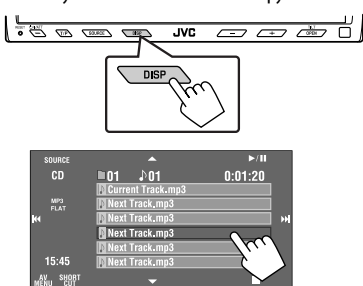 RESET T/P SOURCE DISP JVC − + TILT OPEN
DISP
SOURCE
CD 01 01 0:01:20
Current Track.mp3
MP3 Next Track.mp3
FLAT
Next Track.mp3
Next Track.mp3
Next Track.mp3
15:45 Next Track.mp3
AV MENU SHORT CUT